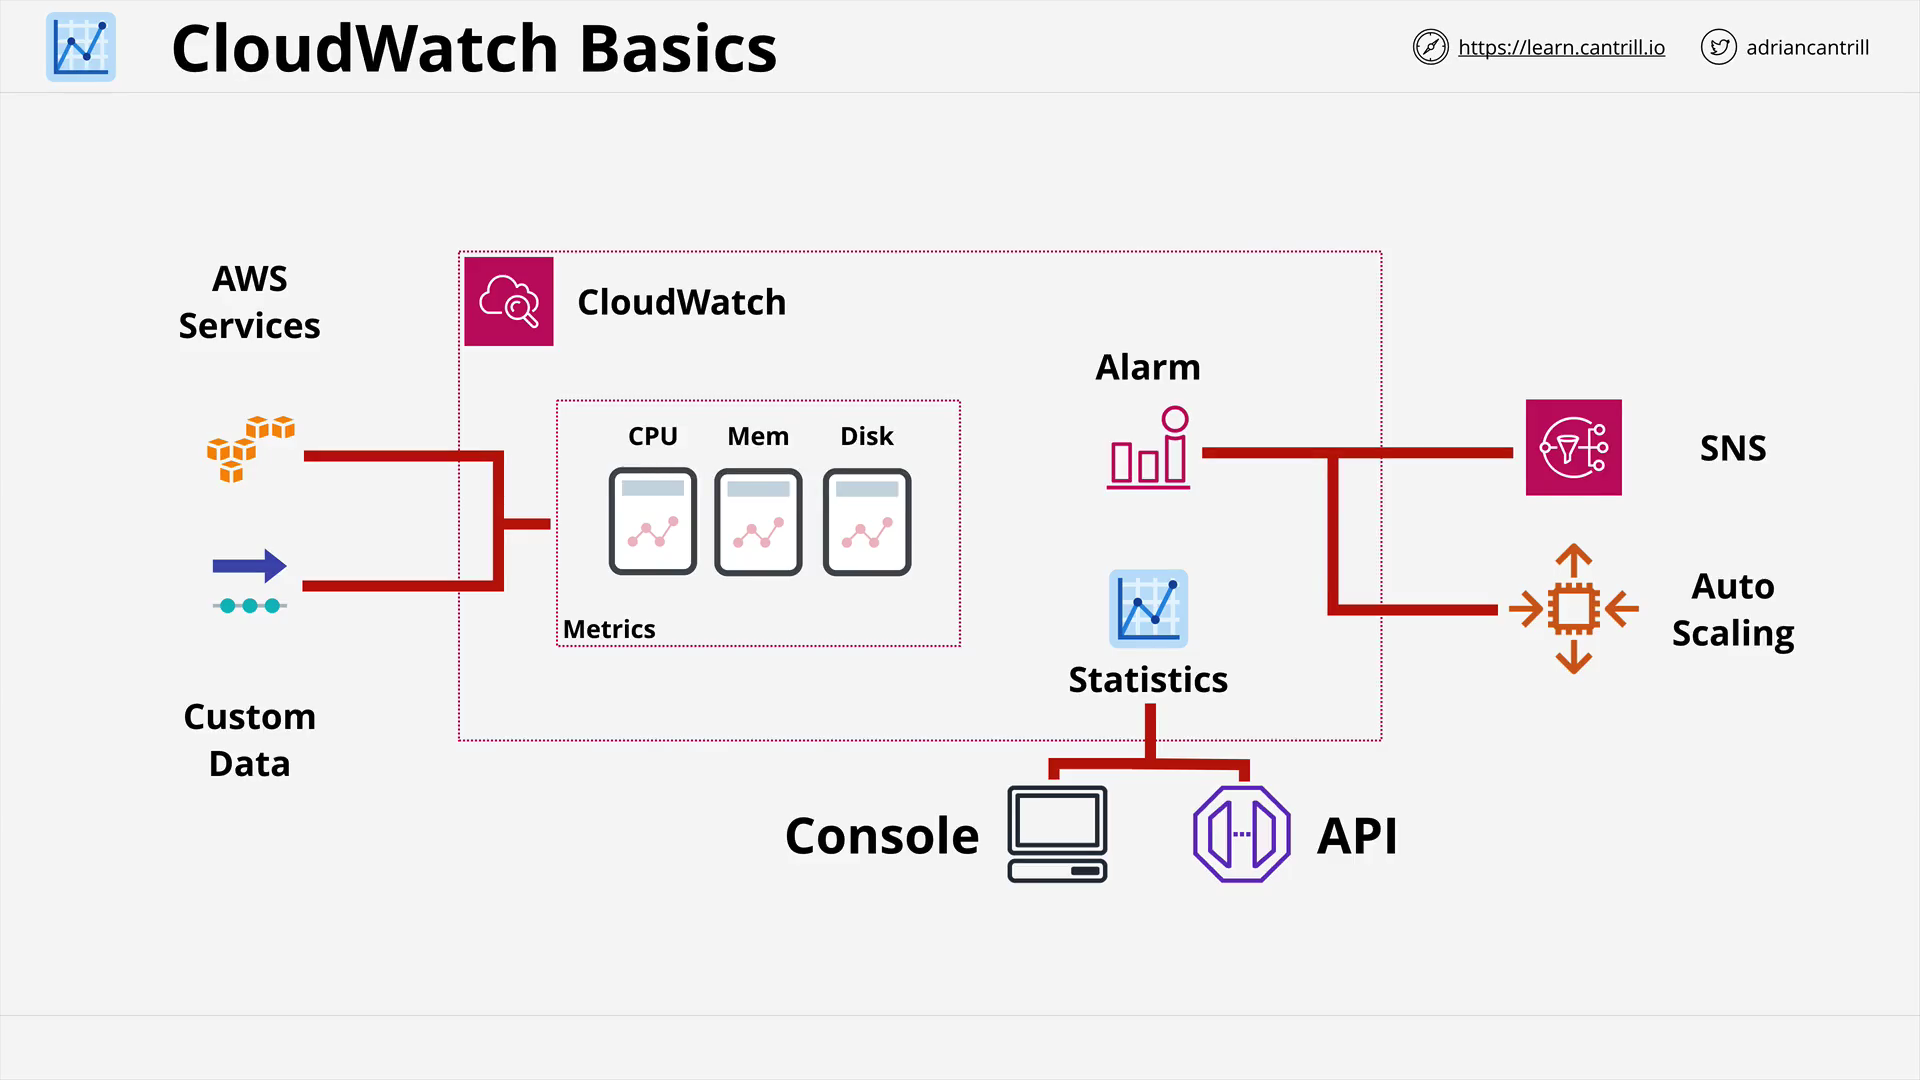 CloudWatch Basics
https://learn.cantrill.io
adriancantrill
AWS
Services
CloudWatch
Alarm
CPU
Mem
Disk
SNS
Auto
Scaling
Metrics
Statistics
Custom
Data
Console
API